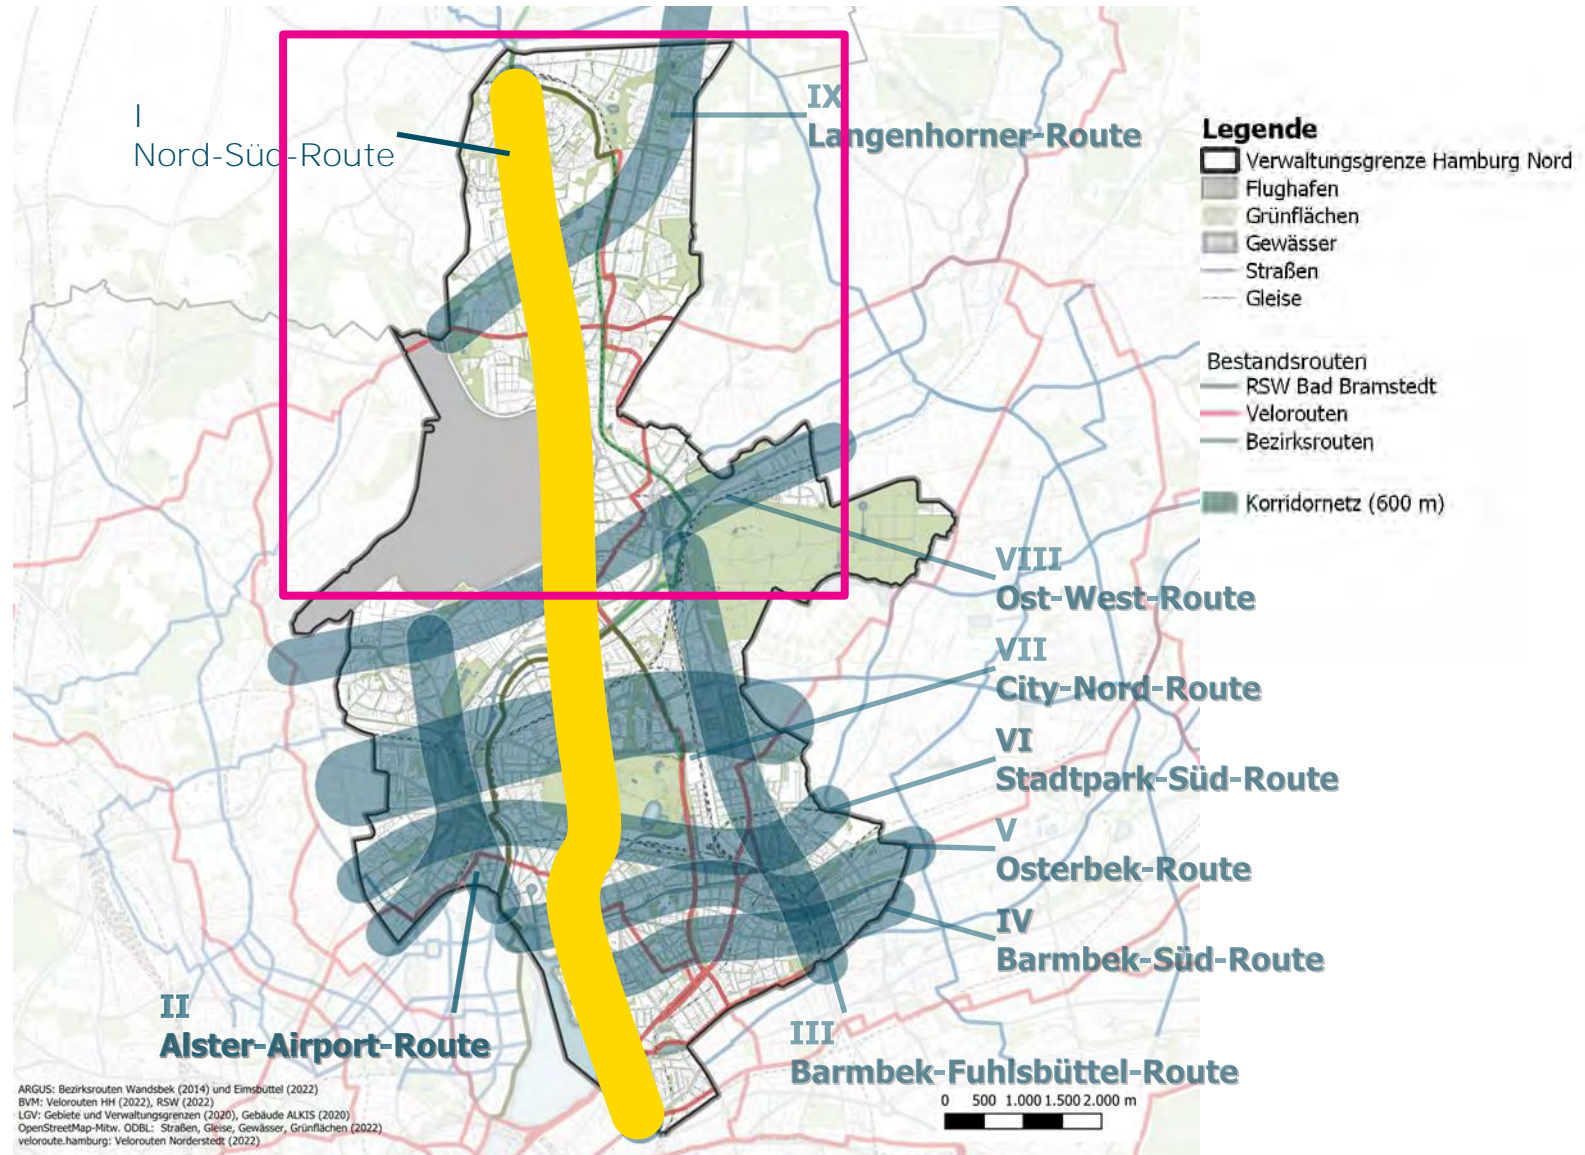 I
Nord-Süd-Route
IX
Langenhorner-Route
VIII
Ost-West-Route
VII
City-Nord-Route
VI
Stadtpark-Süd-Route
V
Osterbek-Route
IV
Barmbek-Süd-Route
III
Barmbek-Fuhlsbüttel-Route
II
Alster-Airport-Route
Legende
Verwaltungsgrenze Hamburg Nord
Flughafen
Grünflächen
Gewässer
Straßen
Gleise
Bestandsrouten
RSW Bad Bramstedt
Velorouten
Bezirksrouten
Korridornetz (600 m)
0 500 1.000 1.500 2.000 m
ARGUS: Bezirksrouten Wandsbek (2014) und Eimsbüttel (2022)
BVM: Velorouten HH (2022), RSW (2022)
LGV: Gebiete und Verwaltungsgrenzen (2020), Gebäude ALKIS (2020)
OpenStreetMap-Mitw. ODBL: Straßen, Gleise, Gewässer, Grünflächen (2022)
veloroute.hamburg: Velorouten Norderstedt (2022)